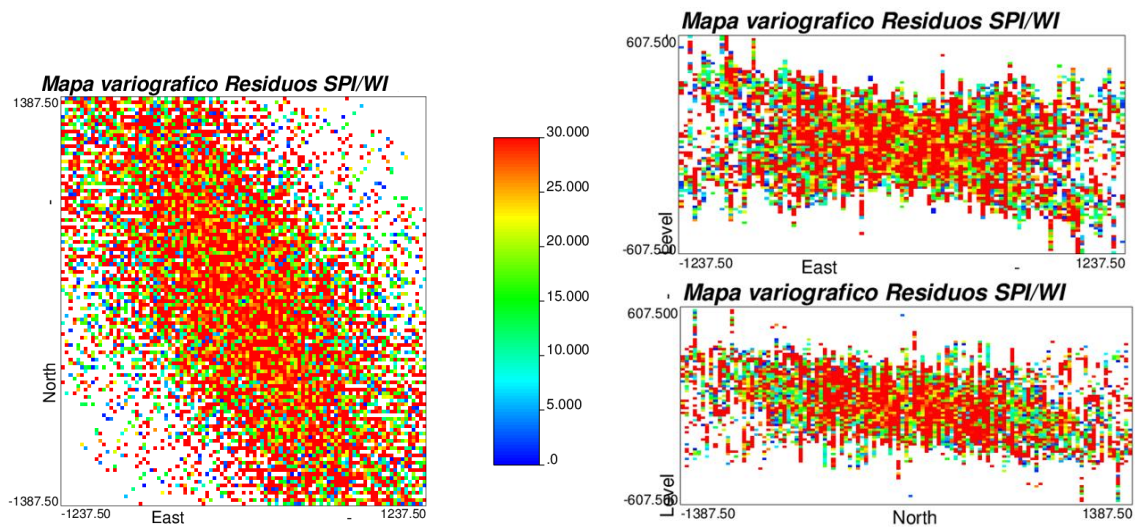 Mapa variografico Residuos SPI/WI
1387.50
North
-
-1387.50
-1237.50
East
-
1237.50
30.000
25.000
20.000
15.000
10.000
5.000
.0
Mapa variografico Residuos SPI/WI
607.500
Level
-607.500
-1237.50
East
-
1237.50
Mapa variografico Residuos SPI/WI
-
607.500
Level
-607.500
-1387.50
North
1387.50